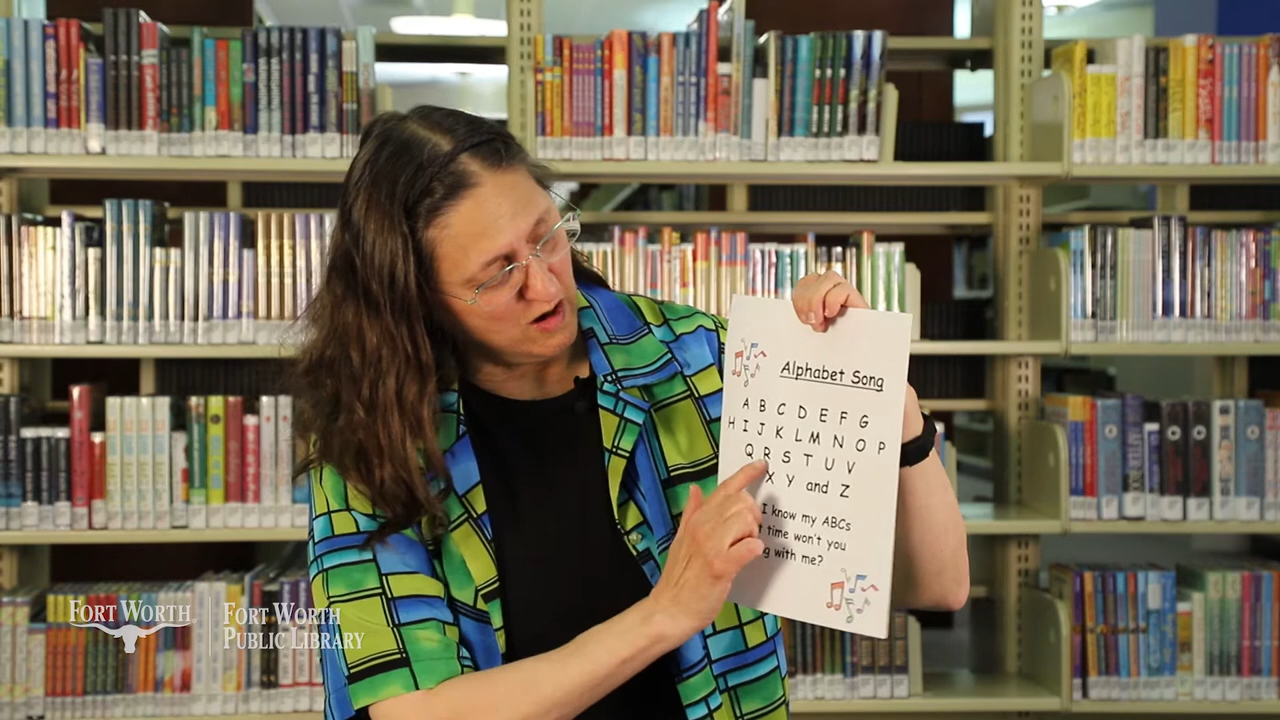 Alphabet Song
A B C D E F G
H I J K L M N O P
Q R S T U V
X Y and Z
I know my ABCs
time won't you
with me?
FORT WORTH
FORT WORTH
PUBLIC LIBRARY